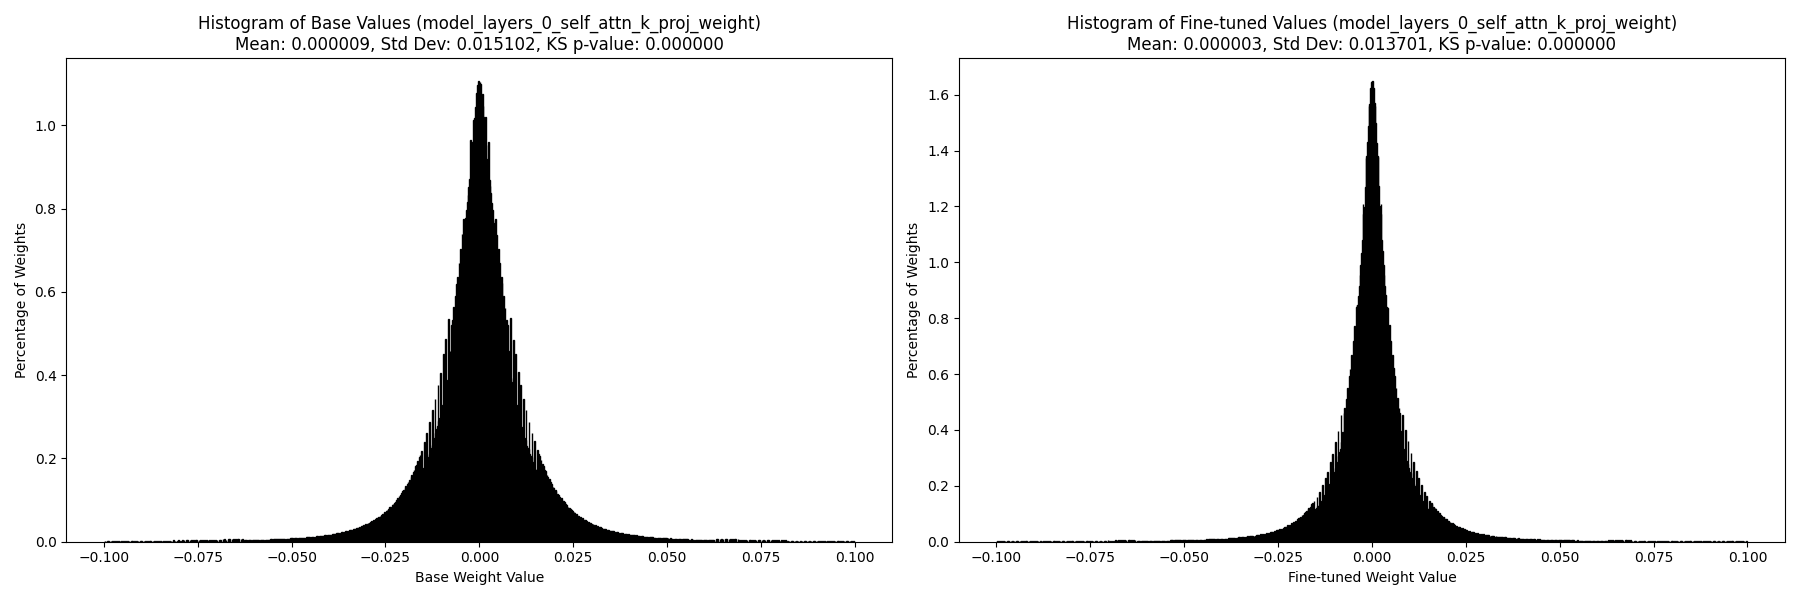 Histogram of Base Values (model_layers_0_self_attn_k_proj_weight)
Mean: 0.000009, Std Dev: 0.015102, KS p-value: 0.000000
Percentage of Weights
1.0
0.8
0.6
0.4
0.2
0.0
−0.100 −0.075 −0.050 −0.025 0.000 0.025 0.050 0.075 0.100
Base Weight Value
Histogram of Fine-tuned Values (model_layers_0_self_attn_k_proj_weight)
Mean: 0.000003, Std Dev: 0.013701, KS p-value: 0.000000
Percentage of Weights
1.6
1.4
1.2
1.0
0.8
0.6
0.4
0.2
0.0
−0.100 −0.075 −0.050 −0.025 0.000 0.025 0.050 0.075 0.100
Fine-tuned Weight Value